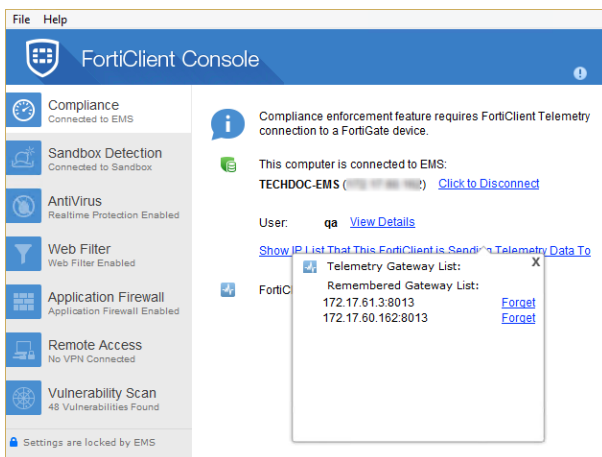 File Help
FortiClient Console
Compliance
Connected to EMS
Sandbox Detection
Connected to Sandbox
AntiVirus
Realtime Protection Enabled
Web Filter
Web Filter Enabled
Application Firewall
Application Firewall Enabled
Remote Access
No VPN Connected
Vulnerability Scan
48 Vulnerabilities Found
Settings are locked by EMS
Compliance enforcement feature requires FortiClient Telemetry
connection to a FortiGate device.
This computer is connected to EMS:
TECHDOC-EMS ( 2) Click to Disconnect
User: qa View Details
Show IP List That This FortiClient is Sending Telemetry Data To
FortiC
Telemetry Gateway List: X
Remembered Gateway List:
172.17.61.3:8013 Forget
172.17.60.162:8013 Forget